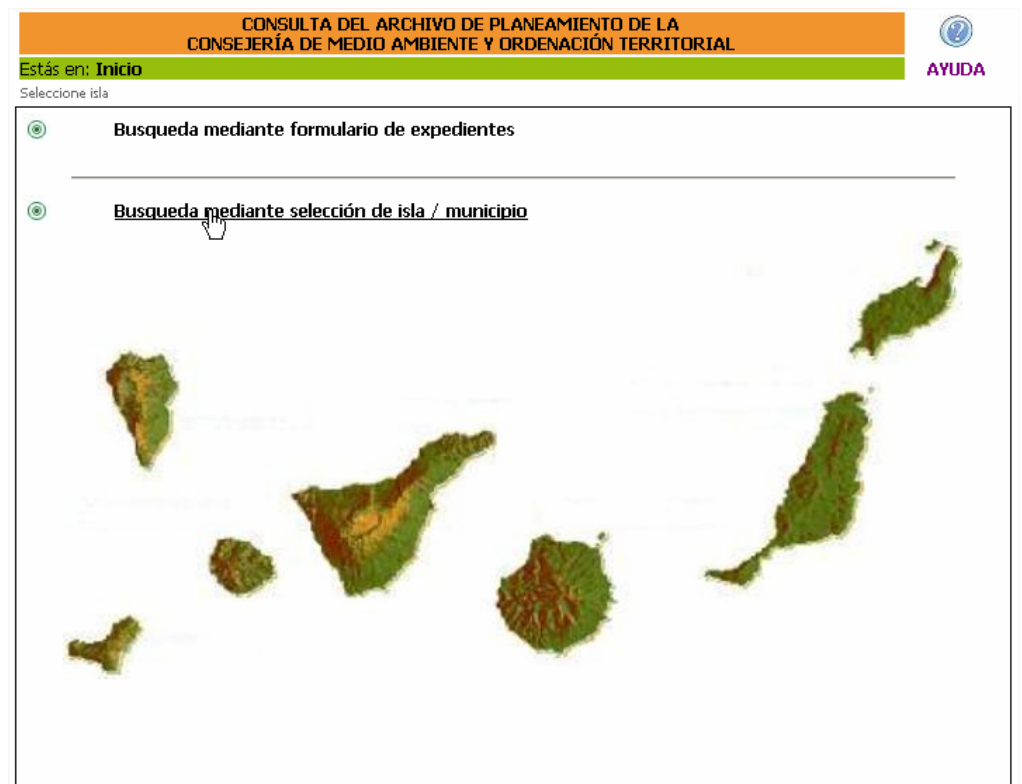 CONSULTA DEL ARCHIVO DE PLANEAMIENTO DE LA
CONSEJERÍA DE MEDIO AMBIENTE Y ORDENACIÓN TERRITORIAL
AYUDA
Estás en: Inicio
Seleccione isla
Busqueda mediante formulario de expedientes
Busqueda mediante selección de isla / municipio